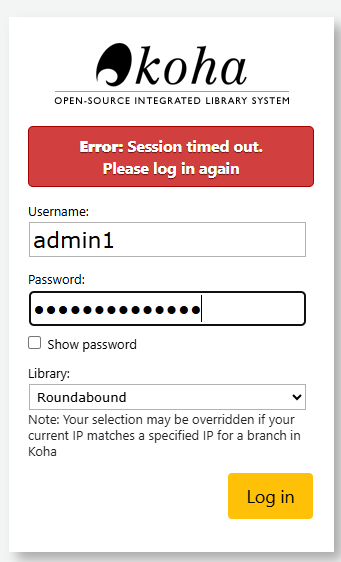 koha
OPEN-SOURCE INTEGRATED LIBRARY SYSTEM
Error: Session timed out.
Please log in again
Username:
admin1
Password:
●●●●●●●●●●●●●●
Show password
Library:
Roundabound
Note: Your selection may be overridden if your
current IP matches a specified IP for a branch in
Koha
Log in